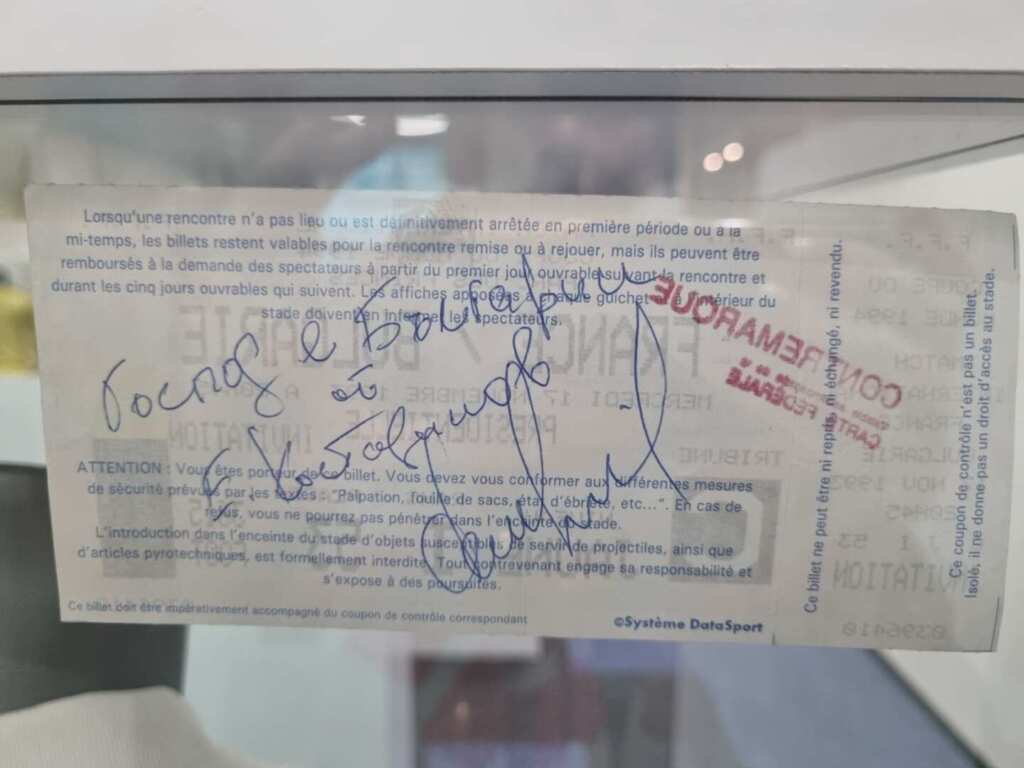 Lorsqu'une rencontre n'a pas lieu ou est définitivement arrêtée en première période ou à la
mi-temps, les billets restent valables pour la rencontre remise ou à rejouer, mais ils peuvent être
remboursés à la demande des spectateurs à partir du premier jour ouvrable suivant la rencontre et
durant les cinq jours ouvrables qui suivent. Les affiches apposées à chaque guichet et à l'intérieur du
stade doivent en informer les spectateurs.
Господ е Българин
от
Е Костадинов
ATTENTION : Vous êtes porteur de ce billet. Vous devez vous conformer aux différentes mesures
de sécurité prévues par les textes : "Palpation, fouille de sacs, état d'ébriété, etc...". En cas de
refus, vous ne pourrez pas pénétrer dans l'enceinte du stade.
L'introduction dans l'enceinte du stade d'objets susceptibles de servir de projectiles, ainsi que
d'articles pyrotechniques, est formellement interdite. Tout contrevenant engage sa responsabilité et
s'expose à des poursuites.
Ce billet doit être impérativement accompagné du coupon de contrôle correspondant
©Système DataSport
CONTREMARQUE
CARTE FÉDÉRALE
Ce billet ne peut être ni repris, ni échangé, ni revendu.
Ce coupon de contrôle n'est pas un billet.
Isolé, il ne donne pas un droit d'accès au stade.